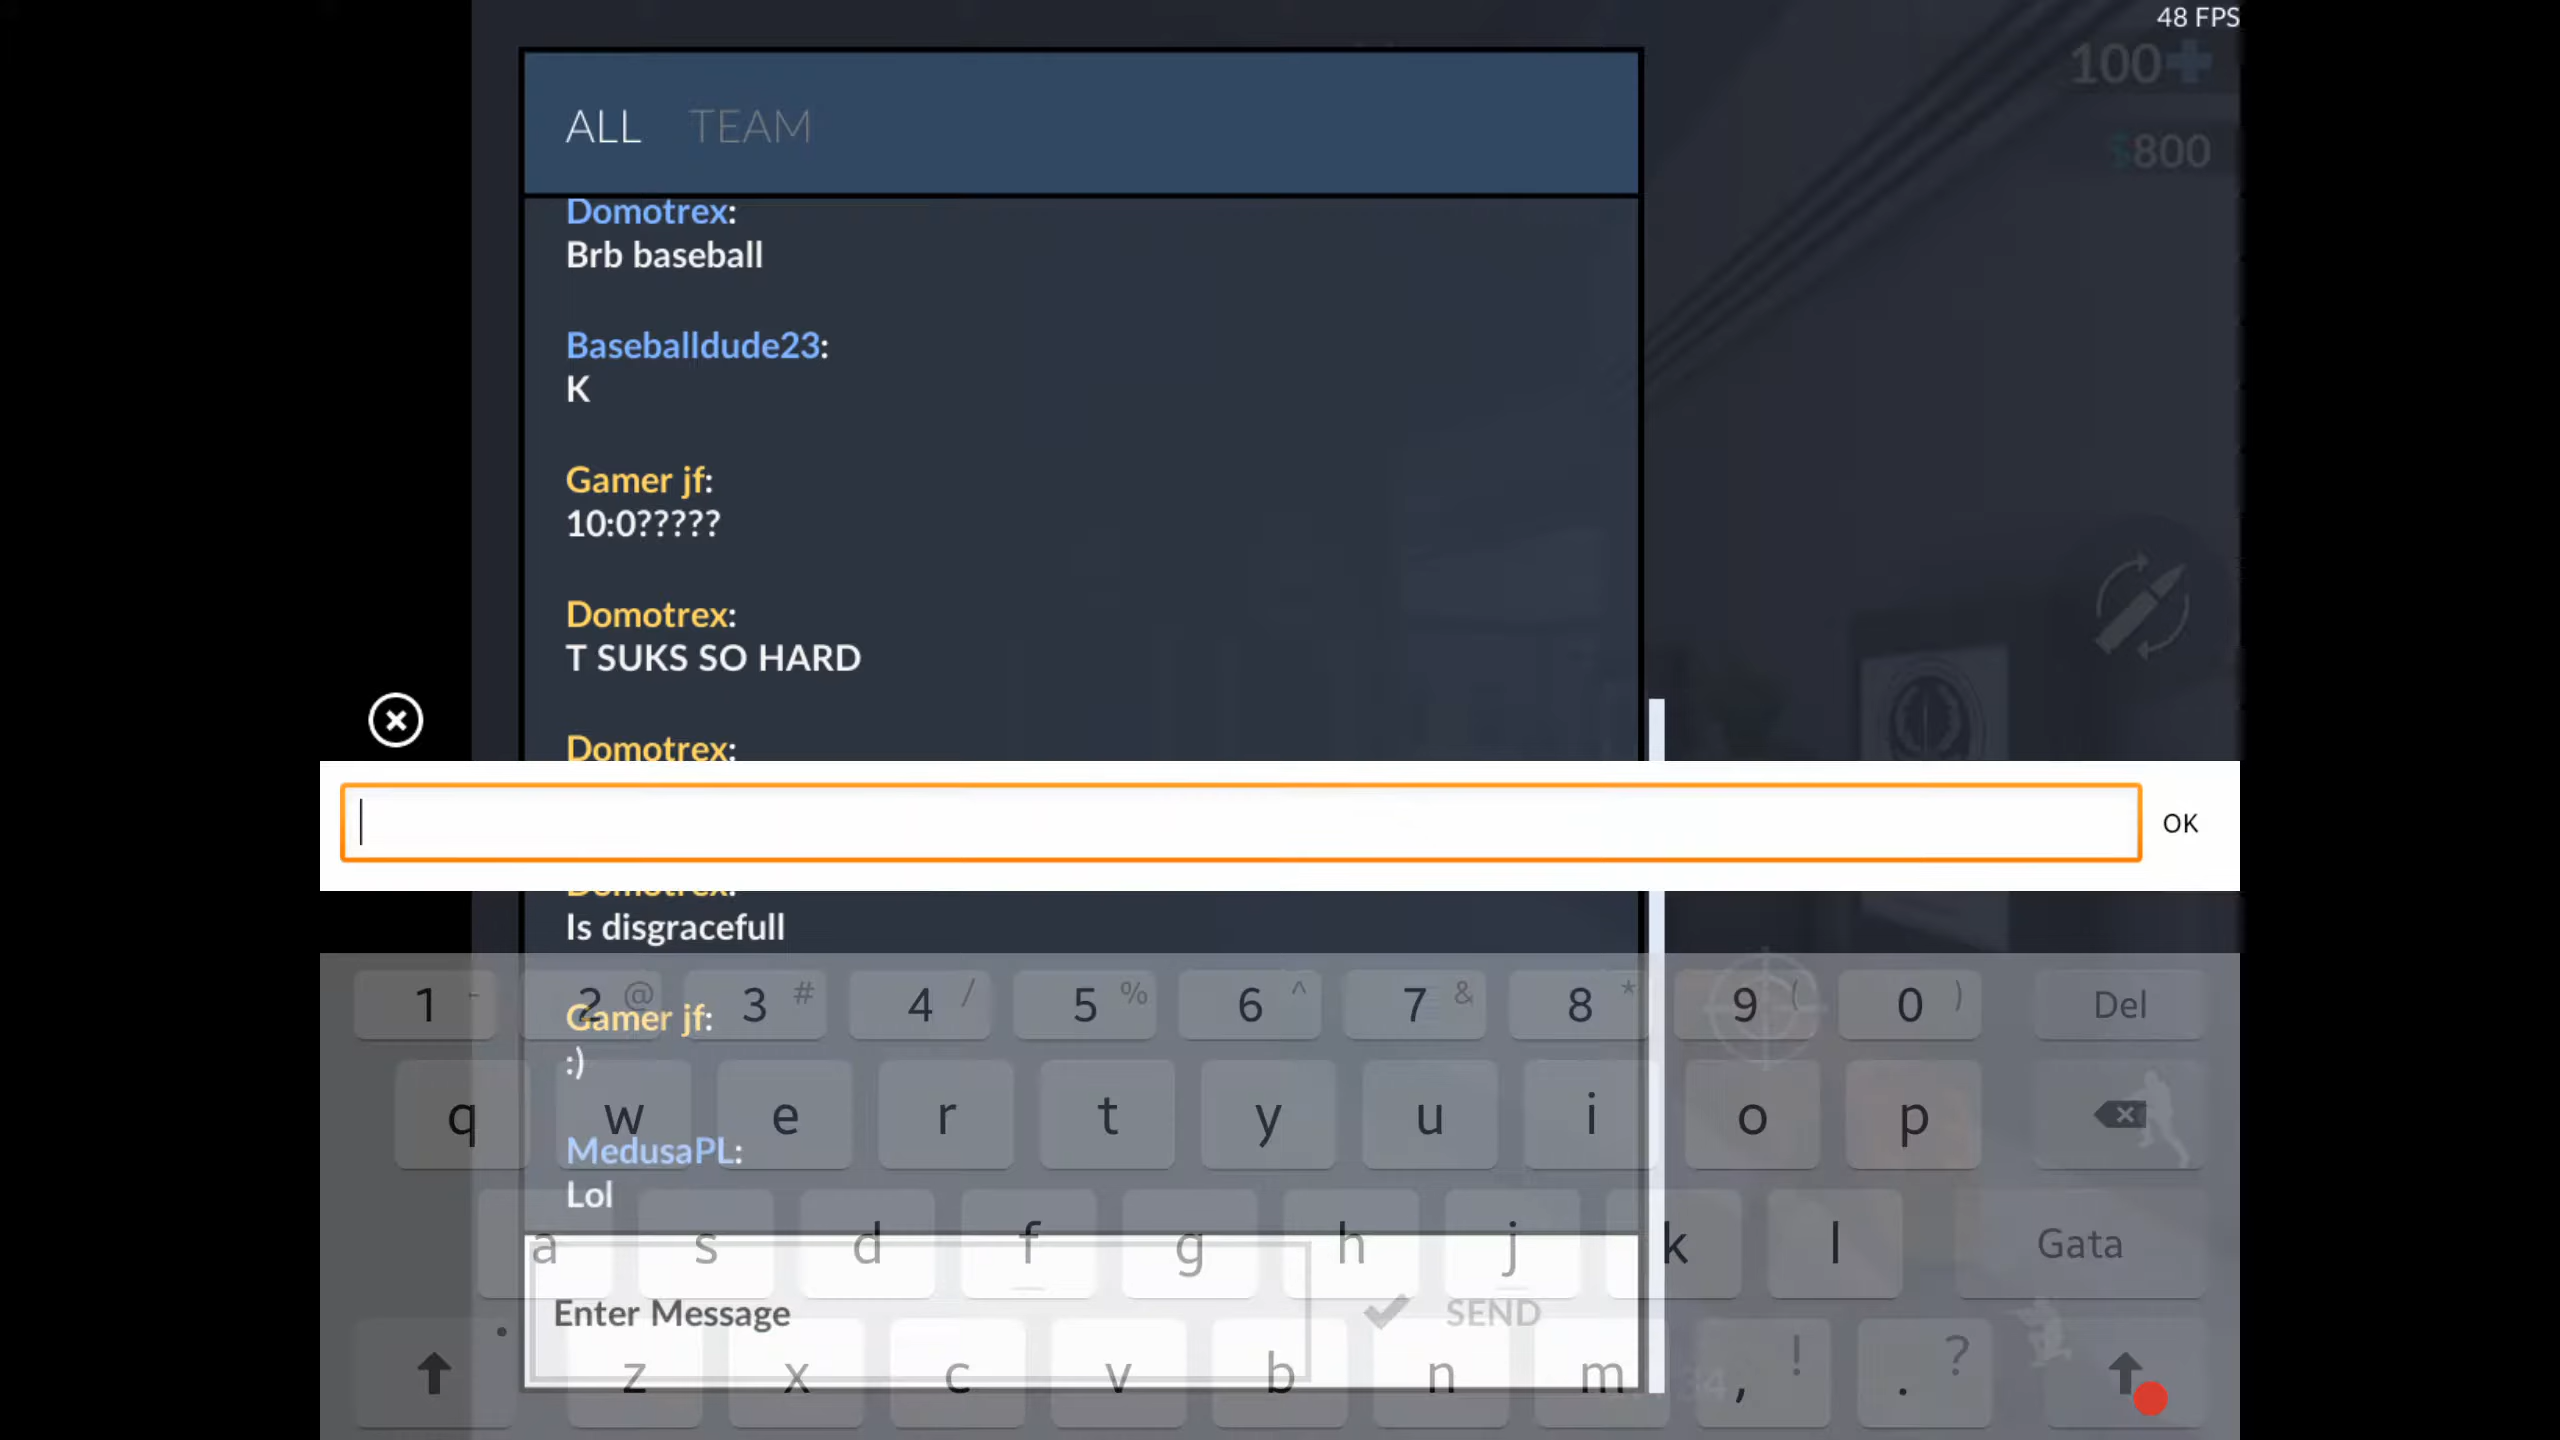 48 FPS
100
$800
ALL TEAM
Domotrex:
Brb baseball
Baseballdude23:
K
Gamer jf:
10:0?????
Domotrex:
T SUKS SO HARD
Domotrex:
OK
Domotrex:
Is disgracefull
Gamer jf:
:)
MedusaPL:
Lol
Enter Message
SEND
1 - 2 @ 3 # 4 / 5 % 6 ^ 7 & 8 * 9 ( 0 ) Del
q w e r t y u i o p
a s d f g h j k l Gata
z x c v b n m , ! . ?